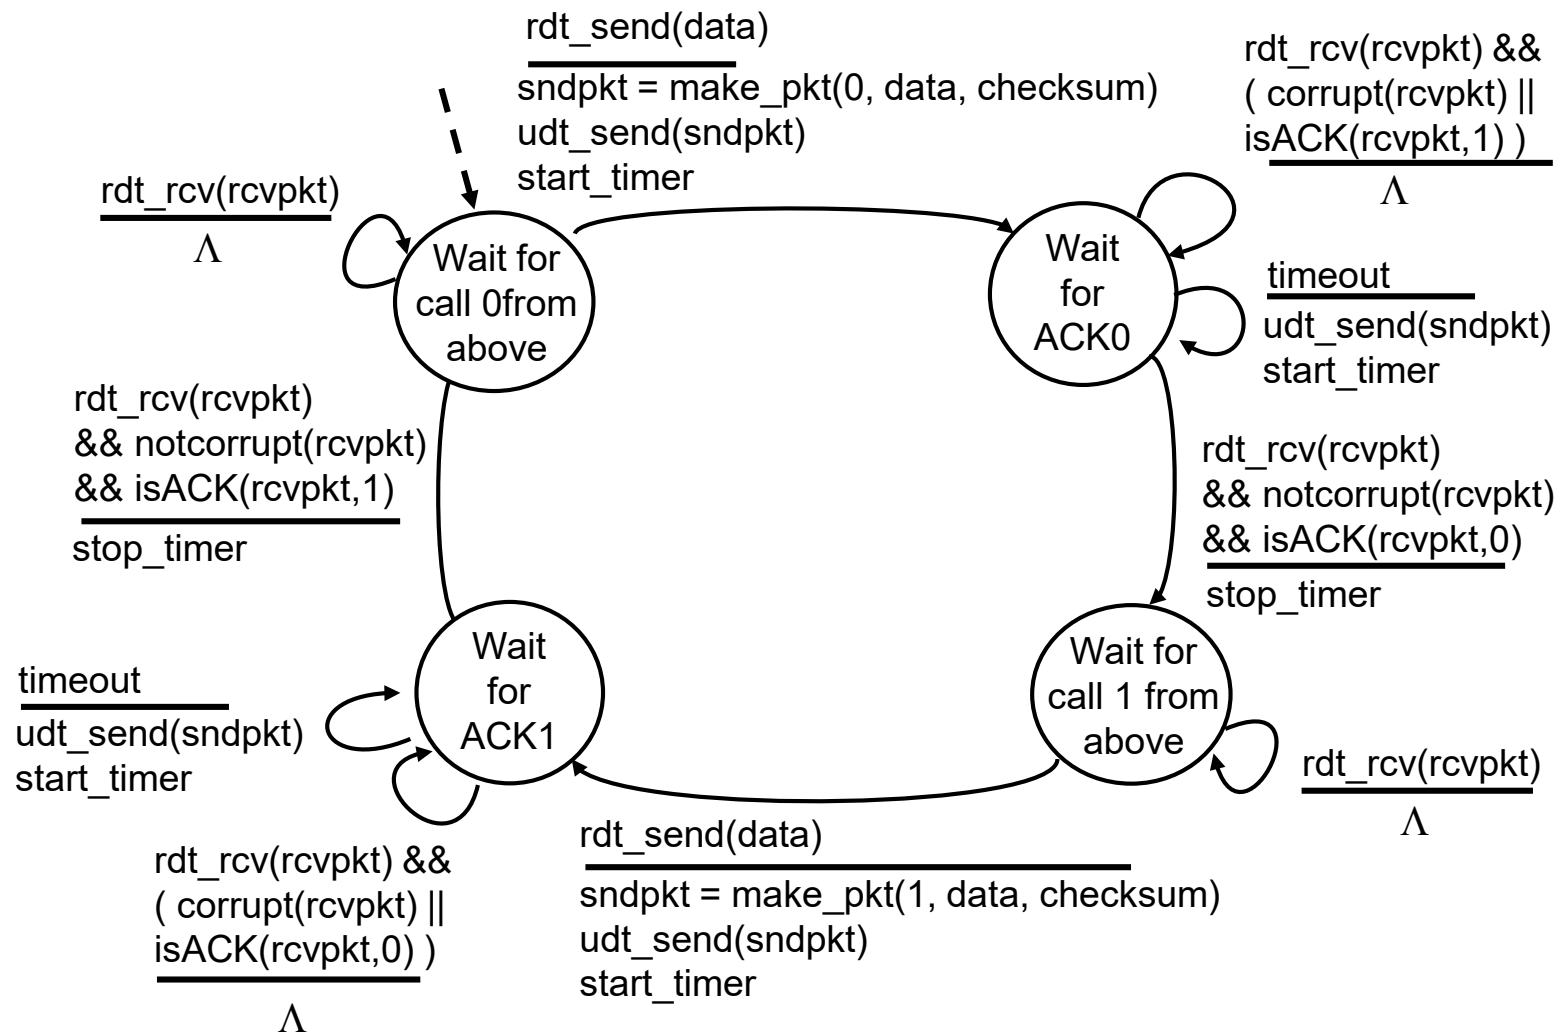 rdt_send(data)
sndpkt = make_pkt(0, data, checksum)
udt_send(sndpkt)
start_timer
rdt_rcv(rcvpkt) &&
( corrupt(rcvpkt) ||
isACK(rcvpkt,1) )
Λ
rdt_rcv(rcvpkt)
Λ
Wait for
call 0from
above
Wait
for
ACK0
timeout
udt_send(sndpkt)
start_timer
rdt_rcv(rcvpkt)
&& notcorrupt(rcvpkt)
&& isACK(rcvpkt,1)
stop_timer
rdt_rcv(rcvpkt)
&& notcorrupt(rcvpkt)
&& isACK(rcvpkt,0)
stop_timer
timeout
udt_send(sndpkt)
start_timer
Wait
for
ACK1
Wait for
call 1 from
above
rdt_rcv(rcvpkt)
Λ
rdt_rcv(rcvpkt) &&
( corrupt(rcvpkt) ||
isACK(rcvpkt,0) )
Λ
rdt_send(data)
sndpkt = make_pkt(1, data, checksum)
udt_send(sndpkt)
start_timer